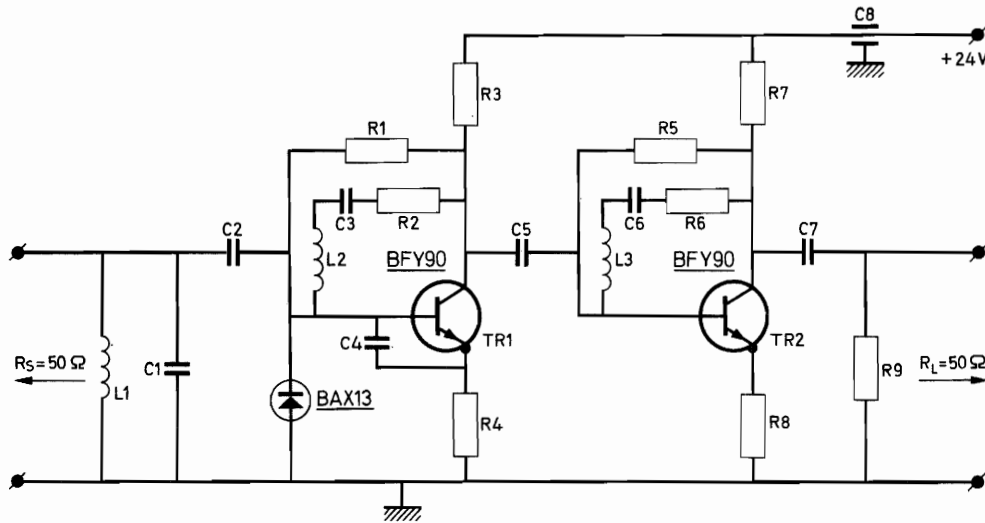 C8
+24V
R3
R7
R1
R5
C3
R2
C6
R6
C2
L2
BFY90
C5
L3
BFY90
C7
C4
TR1
TR2
RS=50 Ω
L1
C1
BAX13
R4
R8
R9
RL=50 Ω